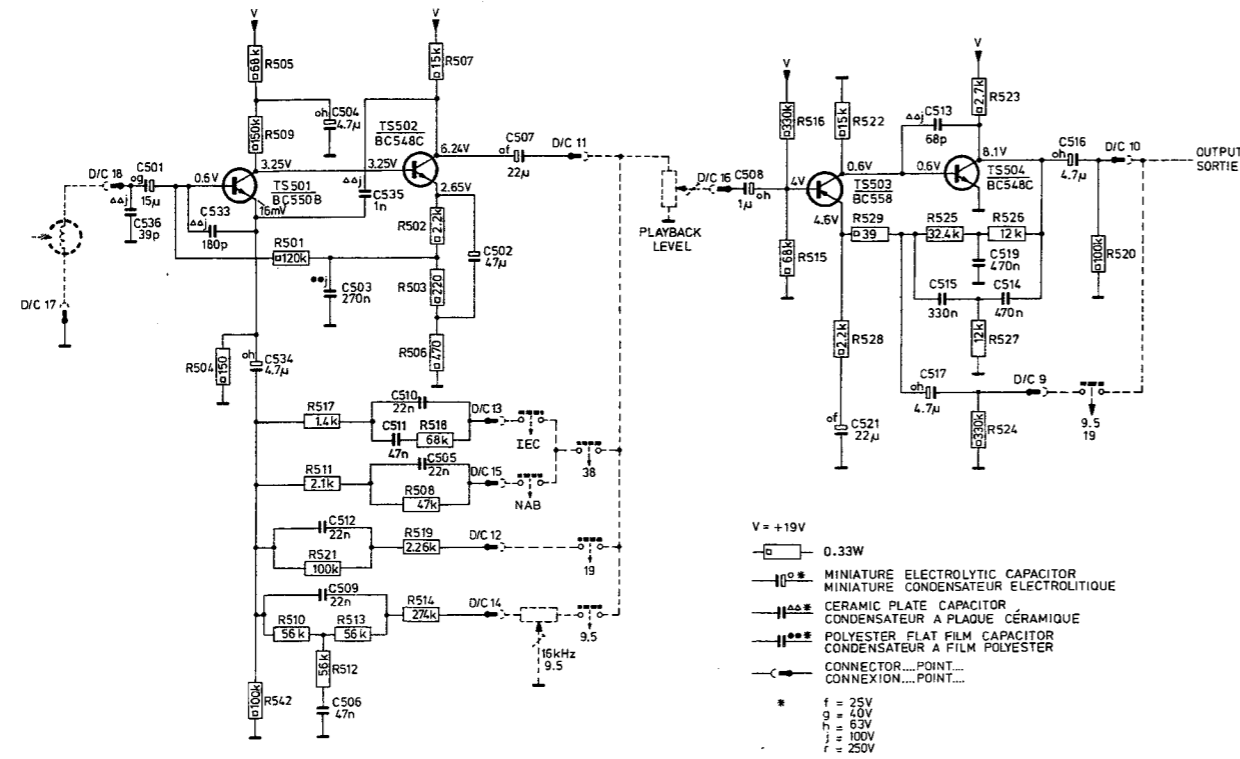 V
68k
R505
V
15k
R507
oh C504
4.7μ
150k
R509
TS502
BC548C
6.24V
C507
of
22μ
D/C 11
3.25V
3.25V
D/C 18
C501
og
15μ
0.6V
TS501
BC550B
16mV
△△j
C535
1n
2.65V
△△j
C536
39p
△△j
C533
180p
R502
2.2k
C502
47μ
R501
120k
●●j
C503
270n
R503
220
D/C 17
R504
150
oh
C534
4.7μ
R506
470
R517
1.4k
C510
22n
C511
47n
R518
68k
D/C 13
IEC
R511
2.1k
C505
22n
R508
47k
D/C 15
NAB
38
C512
22n
R521
100k
R519
2.26k
D/C 12
19
C509
22n
R510
56k
R513
56k
R514
274k
D/C 14
9.5
56k
R512
16kHz
9.5
C506
47n
100k
R542
PLAYBACK
LEVEL
D/C 16
C508
1μ
oh
V
R516
330k
4V
68k
R515
15k
R522
0.6V
TS503
BC558
4.6V
△△j
C513
68p
V
2.7k
R523
0.6V
8.1V
TS504
BC548C
C516
oh
4.7μ
D/C 10
OUTPUT
SORTIE
100k
R520
R529
39
R525
32.4k
R526
12k
C519
470n
C515
330n
C514
470n
12k
R527
2.2k
R528
of
C521
22μ
C517
oh
4.7μ
D/C 9
9.5
19
330k
R524
V = +19V
0.33W
o * MINIATURE ELECTROLYTIC CAPACITOR
MINIATURE CONDENSATEUR ELECTROLITIQUE
△△* CERAMIC PLATE CAPACITOR
CONDENSATEUR A PLAQUE CÉRAMIQUE
●●* POLYESTER FLAT FILM CAPACITOR
CONDENSATEUR A FILM POLYESTER
CONNECTOR....POINT....
CONNEXION....POINT....
* f = 25V
g = 40V
h = 63V
j = 100V
r = 250V